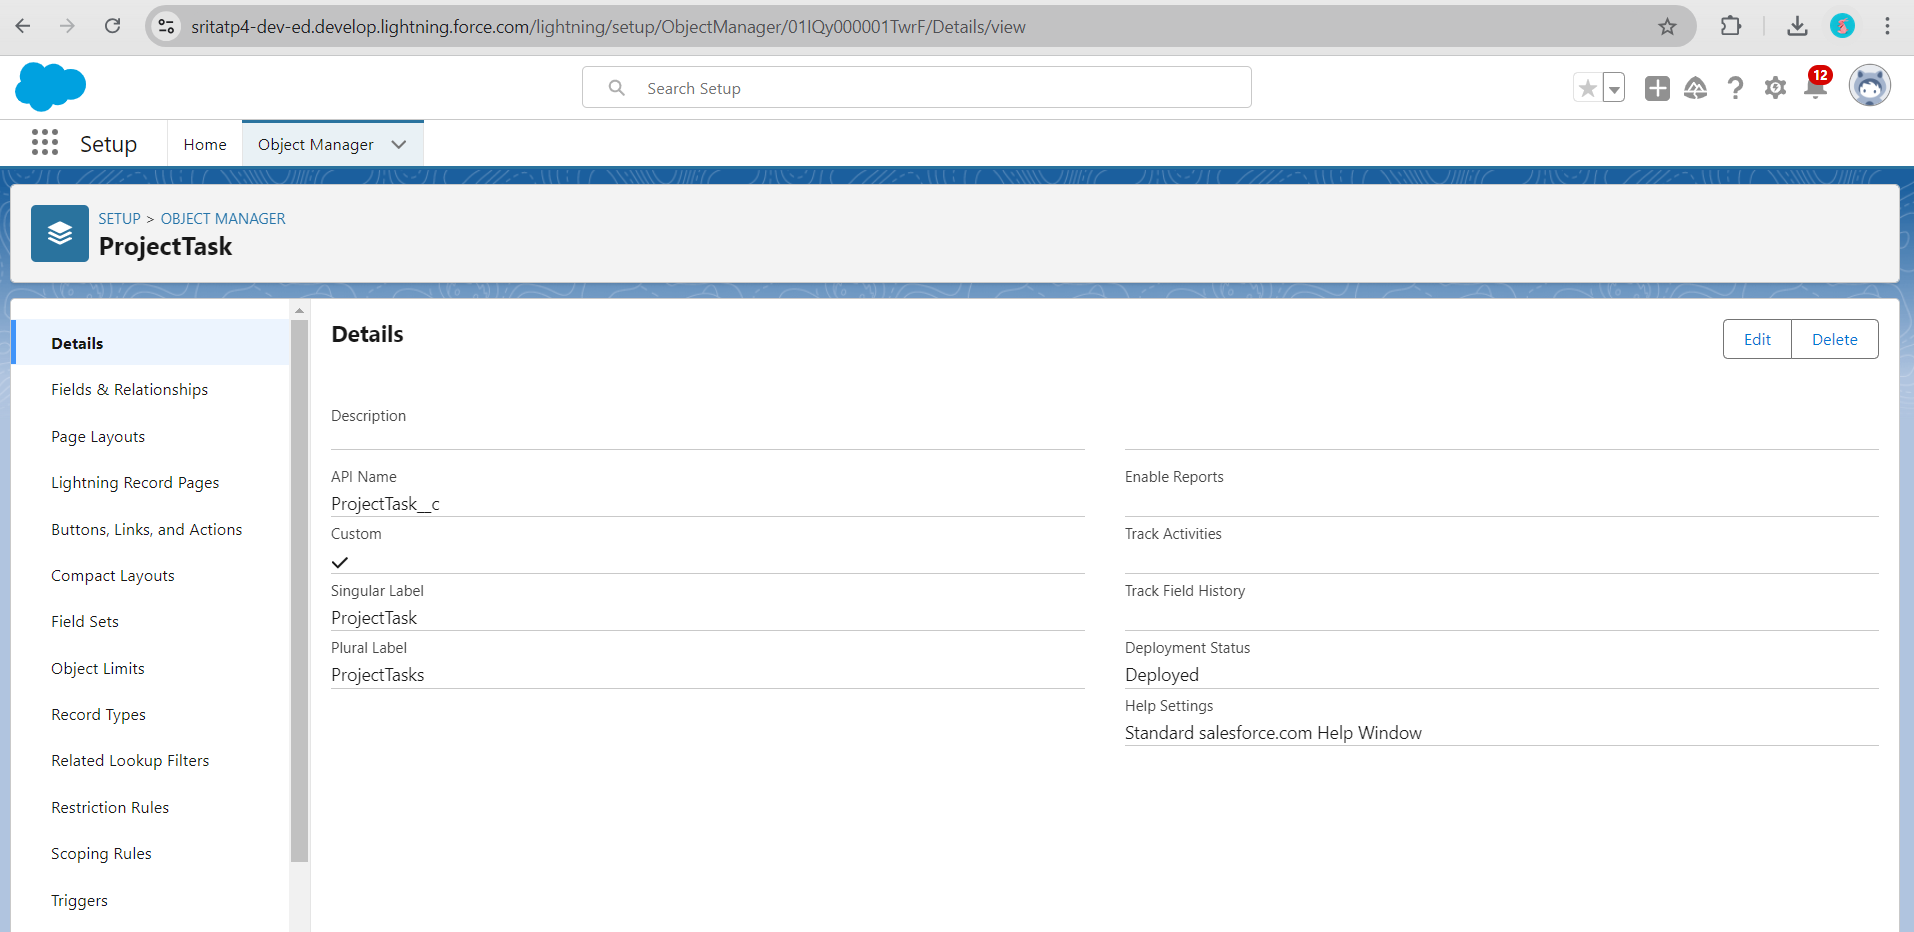 sritatp4-dev-ed.develop.lightning.force.com/lightning/setup/ObjectManager/01IQy000001TwrF/Details/view
Search Setup
12
Setup Home Object Manager
SETUP > OBJECT MANAGER
ProjectTask
Details
Fields & Relationships
Page Layouts
Lightning Record Pages
Buttons, Links, and Actions
Compact Layouts
Field Sets
Object Limits
Record Types
Related Lookup Filters
Restriction Rules
Scoping Rules
Triggers
Details
Edit Delete
Description
API Name
ProjectTask__c
Custom
Singular Label
ProjectTask
Plural Label
ProjectTasks
Enable Reports
Track Activities
Track Field History
Deployment Status
Deployed
Help Settings
Standard salesforce.com Help Window